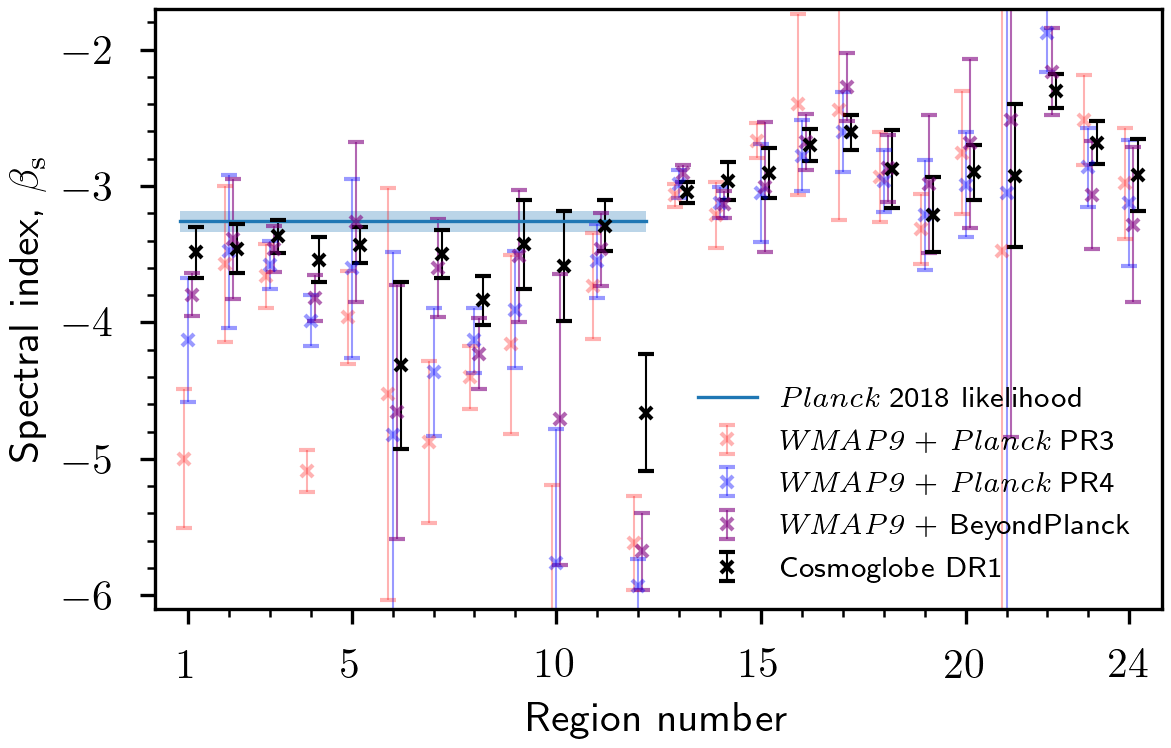 −2
−3
−4
−5
−6
Spectral index, βs
Planck 2018 likelihood
WMAP9 + Planck PR3
WMAP9 + Planck PR4
WMAP9 + BeyondPlanck
Cosmoglobe DR1
1 5 10 15 20 24
Region number